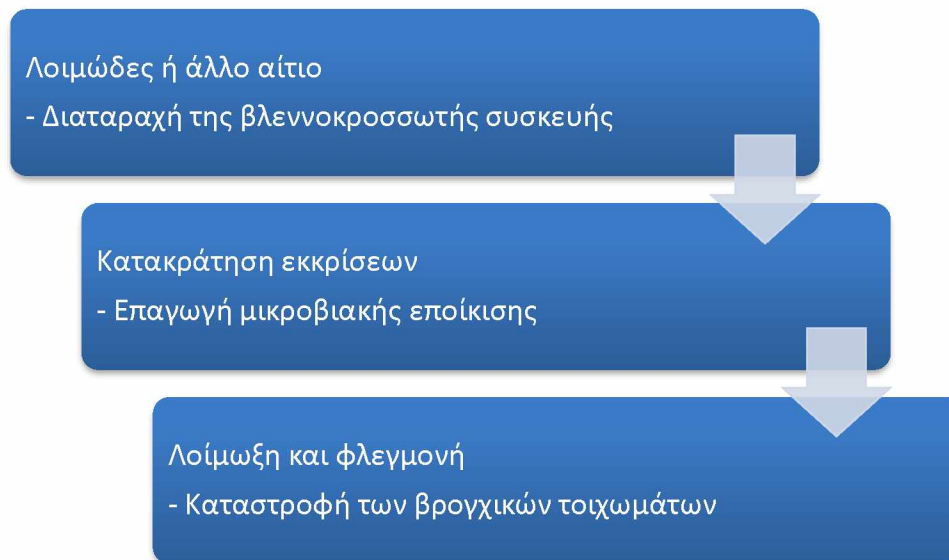 Λοιμώδες ή άλλο αίτιο
- Διαταραχή της βλεννοκροσσωτής συσκευής
Κατακράτηση εκκρίσεων
- Επαγωγή μικροβιακής εποίκισης
Λοίμωξη και φλεγμονή
- Καταστροφή των βρογχικών τοιχωμάτων